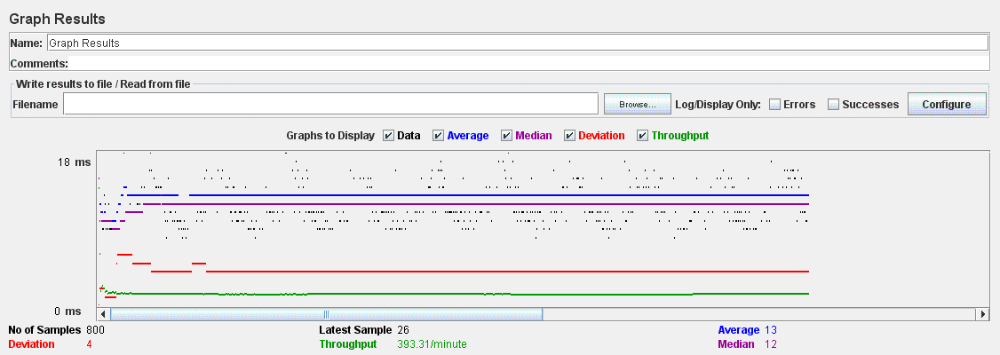 Graph Results
Name: Graph Results
Comments:
Write results to file / Read from file
Filename Browse... Log/Display Only: Errors Successes Configure
Graphs to Display Data Average Median Deviation Throughput
18 ms
0 ms
No of Samples 800 Latest Sample 26 Average 13
Deviation 4 Throughput 393.31/minute Median 12